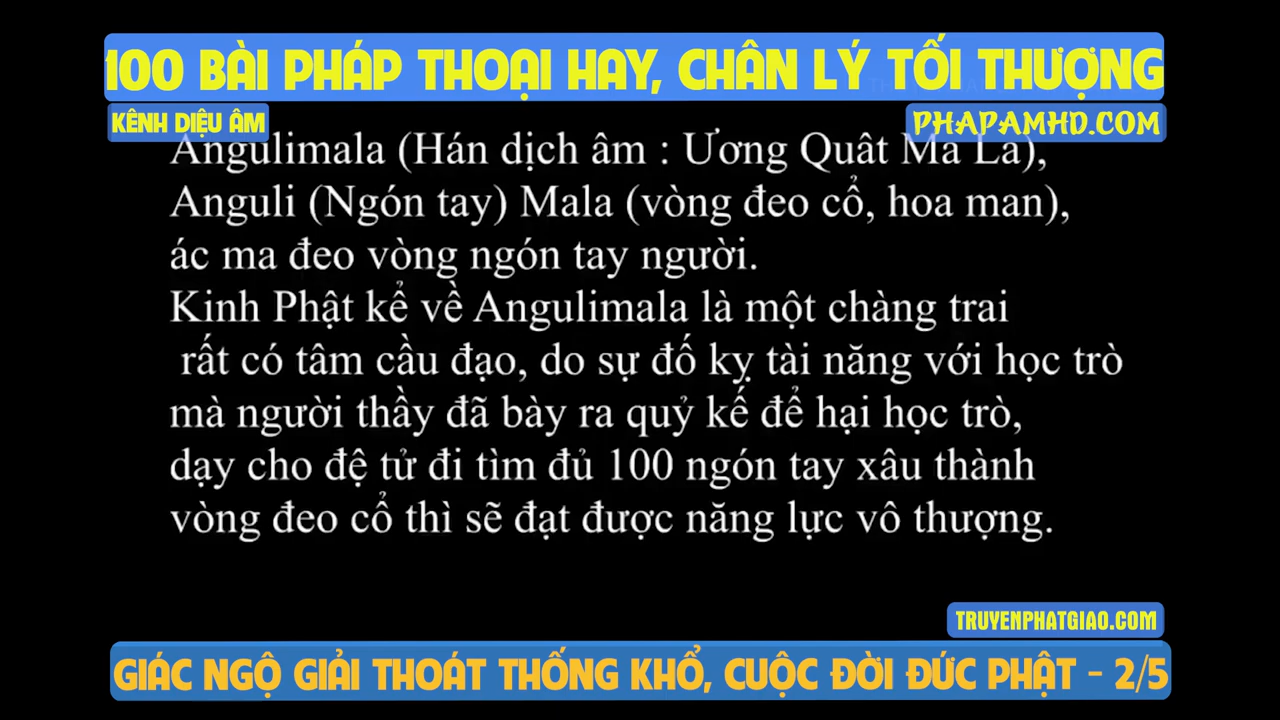 100 BÀI PHÁP THOẠI HAY, CHÂN LÝ TỐI THƯỢNG
KÊNH DIỆU ÂM
PHAPAMHD.COM
Angulimala (Hán dịch âm : Ương Quât Ma La),
Anguli (Ngón tay) Mala (vòng đeo cổ, hoa man),
ác ma đeo vòng ngón tay người.
Kinh Phật kể về Angulimala là một chàng trai
rất có tâm cầu đạo, do sự đố kỵ tài năng với học trò
mà người thầy đã bày ra quỷ kế để hại học trò,
dạy cho đệ tử đi tìm đủ 100 ngón tay xâu thành
vòng đeo cổ thì sẽ đạt được năng lực vô thượng.
TRUYENPHATGIAO.COM
GIÁC NGỘ GIẢI THOÁT THỐNG KHỔ, CUỘC ĐỜI ĐỨC PHẬT - 2/5